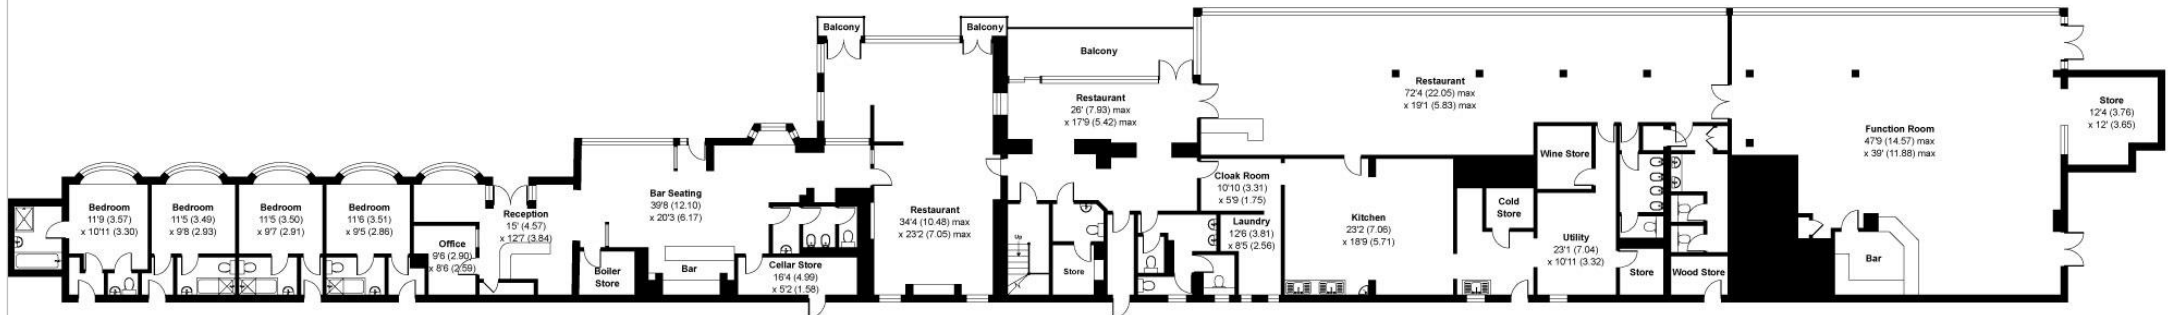 Bedroom
11'9 (3.57)
x 10'11 (3.30)
Bedroom
11'5 (3.49)
x 9'8 (2.93)
Bedroom
11'5 (3.50)
x 9'7 (2.91)
Bedroom
11'6 (3.51)
x 9'5 (2.86)
Office
9'6 (2.90)
x 8'6 (2.59)
Reception
15' (4.57)
x 12'7 (3.84)
Bar Seating
39'8 (12.10)
x 20'3 (6.17)
Boiler
Store
Bar
Cellar Store
16'4 (4.99)
x 5'2 (1.58)
Balcony
Balcony
Restaurant
34'4 (10.48) max
x 23'2 (7.05) max
Balcony
Restaurant
26' (7.93) max
x 17'9 (5.42) max
Up
Store
Cloak Room
10'10 (3.31)
x 5'9 (1.75)
Laundry
12'6 (3.81)
x 8'5 (2.56)
Kitchen
23'2 (7.06)
x 18'9 (5.71)
Restaurant
72'4 (22.05) max
x 19'1 (5.83) max
Wine Store
Cold
Store
Utility
23'1 (7.04)
x 10'11 (3.32)
Store
Wood Store
Function Room
47'9 (14.57) max
x 39' (11.88) max
Bar
Store
12'4 (3.76)
x 12' (3.65)